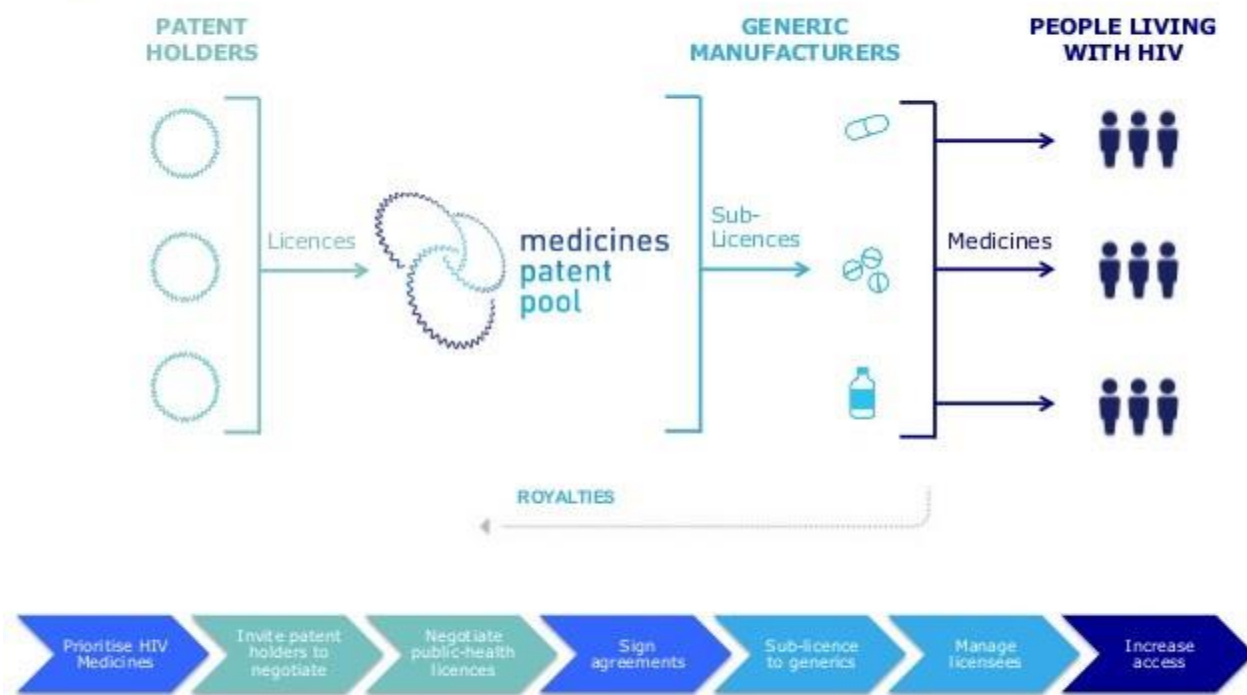 PATENT
HOLDERS
GENERIC
MANUFACTURERS
PEOPLE LIVING
WITH HIV
Licences
medicines
patent
pool
Sub-
Licences
Medicines
ROYALTIES
Prioritise HIV
Medicines
Invite patent
holders to
negotiate
Negotiate
public-health
licences
Sign
agreements
Sub-licence
to generics
Manage
licensees
Increase
access